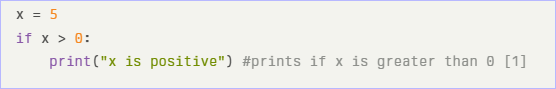 x = 5
if x > 0:
    print("x is positive") #prints if x is greater than 0 [1]